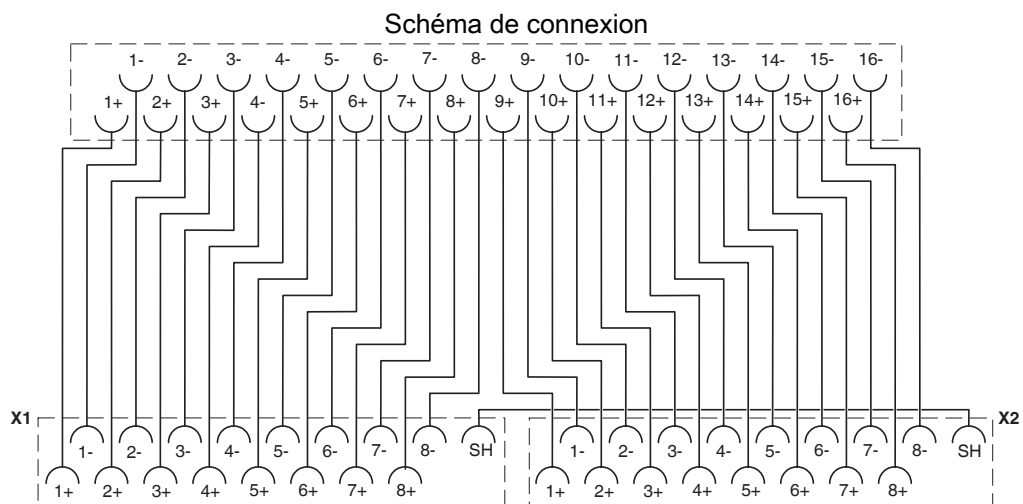 Schéma de connexion
1- 2- 3- 4- 5- 6- 7- 8- 9- 10- 11- 12- 13- 14- 15- 16-
1+ 2+ 3+ 4- 5+ 6+ 7+ 8+ 9+ 10+ 11+ 12+ 13+ 14+ 15+ 16+
X1 X2
1- 2- 3- 4- 5- 6- 7- 8- SH 1- 2- 3- 4- 5- 6- 7- 8- SH
1+ 2+ 3+ 4+ 5+ 6+ 7+ 8+ 1+ 2+ 3+ 4+ 5+ 6+ 7+ 8+